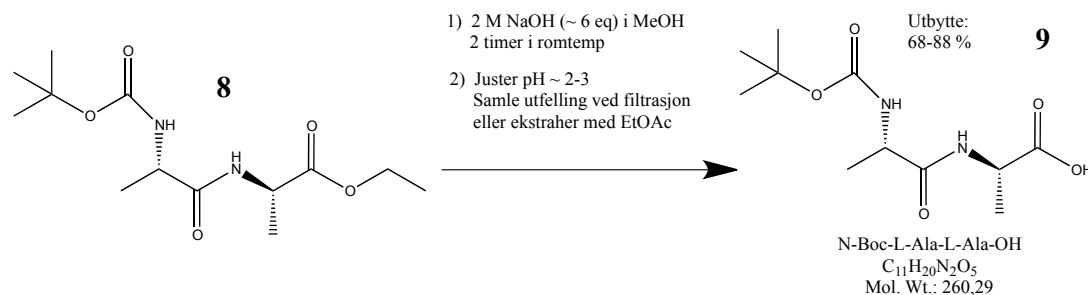 1) 2 M NaOH (~ 6 eq) i MeOH
2 timer i romtemp
2) Juster pH ~ 2-3
Samle utfelling ved filtrasjon
eller ekstraher med EtOAc
Utbytte:
68-88 %
9
8
O
O
NH
H
N
O
O
O
O
O
NH
H
N
O
O
OH
N-Boc-L-Ala-L-Ala-OH
C₁₁H₂₀N₂O₅
Mol. Wt.: 260,29